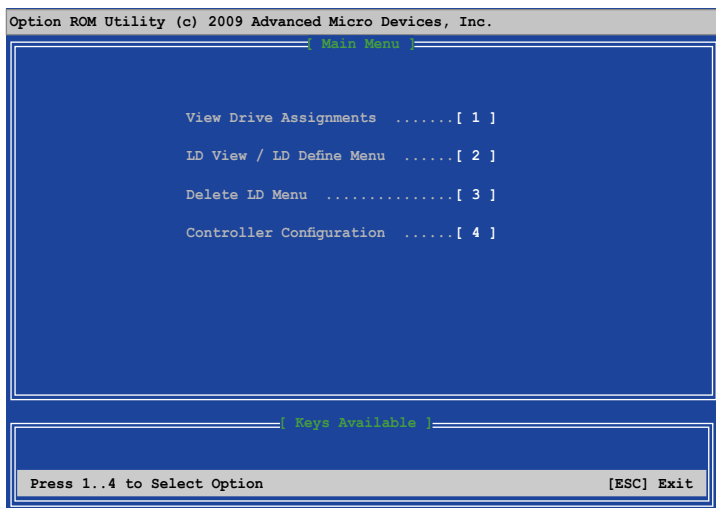 Option ROM Utility (c) 2009 Advanced Micro Devices, Inc.
[ Main Menu ]
View Drive Assignments .......[ 1 ]
LD View / LD Define Menu ......[ 2 ]
Delete LD Menu ...............[ 3 ]
Controller Configuration ......[ 4 ]
[ Keys Available ]
Press 1..4 to Select Option [ESC] Exit